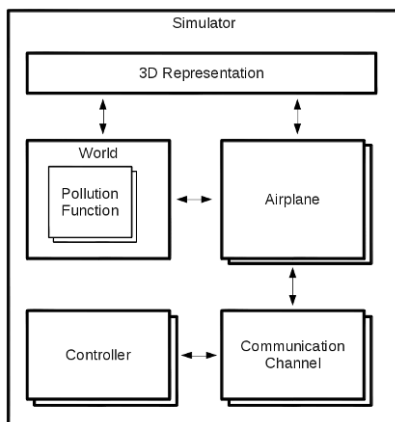 Simulator
3D Representation
World
Pollution
Function
Airplane
Controller
Communication
Channel